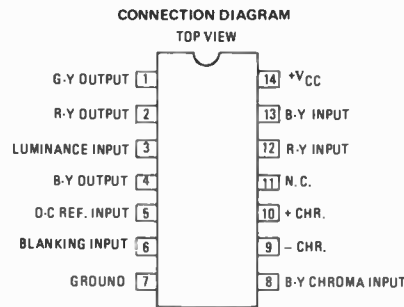 CONNECTION DIAGRAM
TOP VIEW
G-Y OUTPUT 1
14 +VCC
R-Y OUTPUT 2
13 B-Y INPUT
LUMINANCE INPUT 3
12 R-Y INPUT
B-Y OUTPUT 4
11 N.C.
O-C REF. INPUT 5
10 + CHR.
BLANKING INPUT 6
9 − CHR.
GROUND 7
8 B-Y CHROMA INPUT